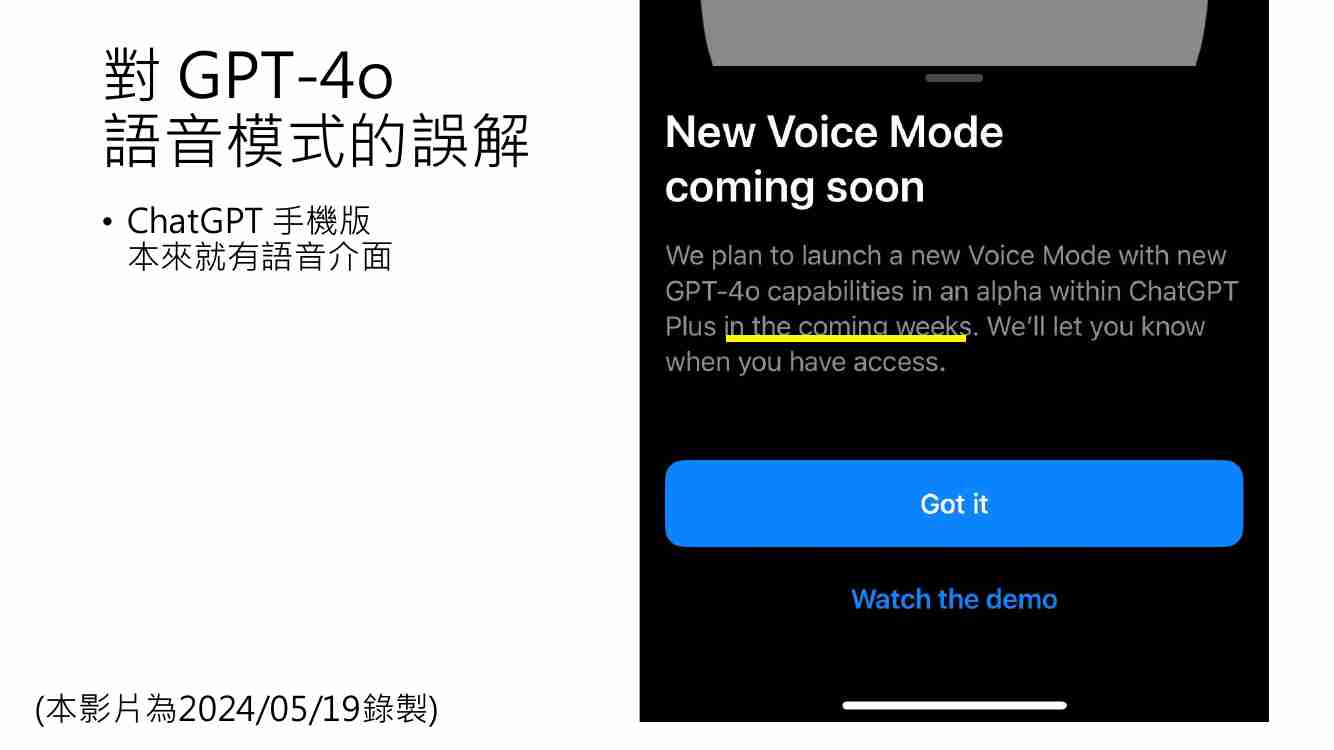 對 GPT-4o
語音模式的誤解
• ChatGPT 手機版
本來就有語音介面
(本影片為2024/05/19錄製)
New Voice Mode
coming soon
We plan to launch a new Voice Mode with new
GPT-4o capabilities in an alpha within ChatGPT
Plus in the coming weeks. We’ll let you know
when you have access.
Got it
Watch the demo